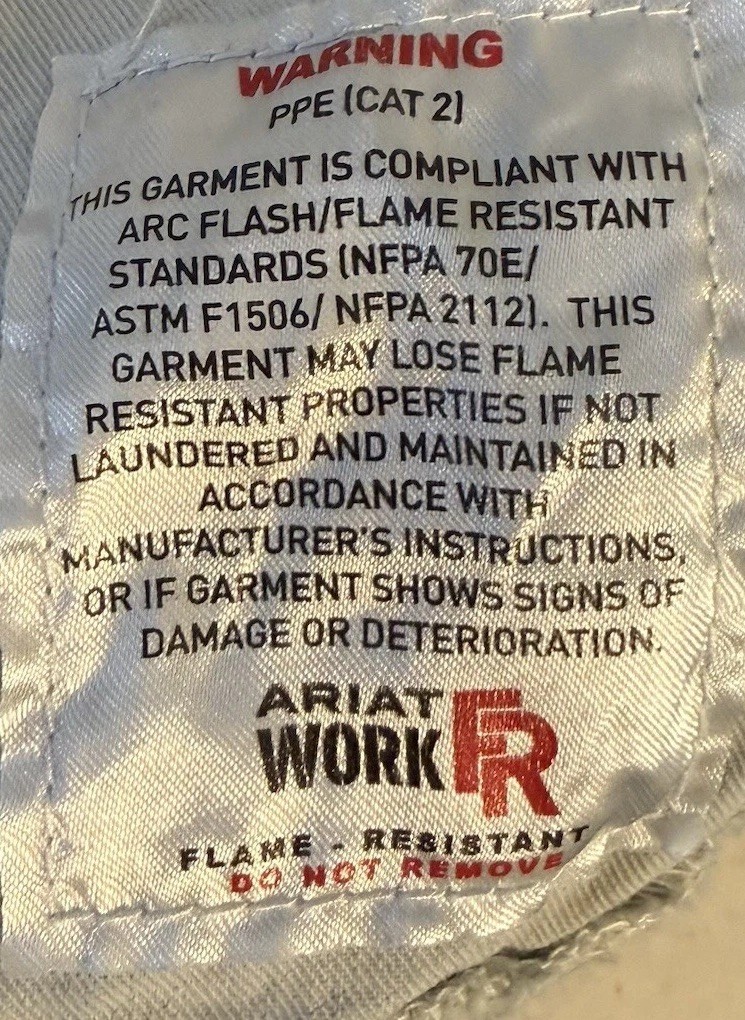 WARNING
PPE (CAT 2)
THIS GARMENT IS COMPLIANT WITH
ARC FLASH/FLAME RESISTANT
STANDARDS (NFPA 70E/
ASTM F1506/ NFPA 2112). THIS
GARMENT MAY LOSE FLAME
RESISTANT PROPERTIES IF NOT
LAUNDERED AND MAINTAINED IN
ACCORDANCE WITH
MANUFACTURER'S INSTRUCTIONS,
OR IF GARMENT SHOWS SIGNS OF
DAMAGE OR DETERIORATION.
ARIAT
WORK FR
FLAME - RESISTANT
DO NOT REMOVE